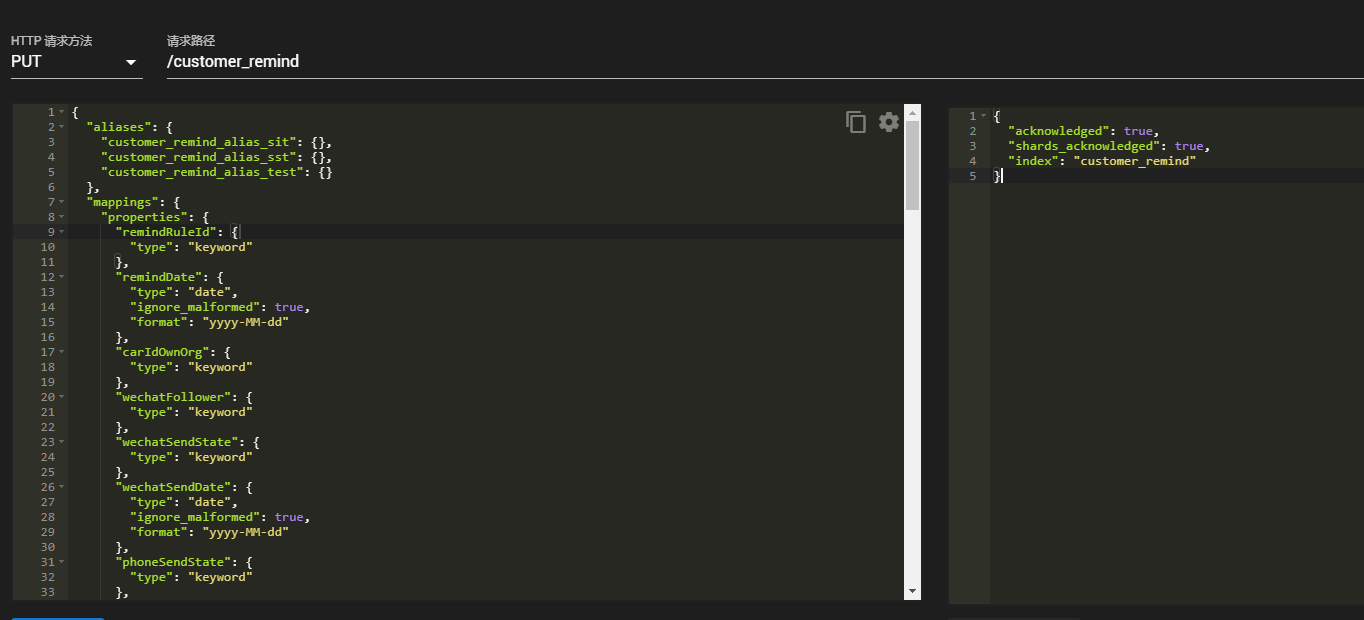 HTTP 请求方法
请求路径
PUT
/customer_remind
1 {
2 "aliases": {
3 "customer_remind_alias_sit": {},
4 "customer_remind_alias_sst": {},
5 "customer_remind_alias_test": {}
6 },
7 "mappings": {
8 "properties": {
9 "remindRuleId": {
10 "type": "keyword"
11 },
12 "remindDate": {
13 "type": "date",
14 "ignore_malformed": true,
15 "format": "yyyy-MM-dd"
16 },
17 "carIdOwnOrg": {
18 "type": "keyword"
19 },
20 "wechatFollower": {
21 "type": "keyword"
22 },
23 "wechatSendState": {
24 "type": "keyword"
25 },
26 "wechatSendDate": {
27 "type": "date",
28 "ignore_malformed": true,
29 "format": "yyyy-MM-dd"
30 },
31 "phoneSendState": {
32 "type": "keyword"
33 },
1 {
2 "acknowledged": true,
3 "shards_acknowledged": true,
4 "index": "customer_remind"
5 }